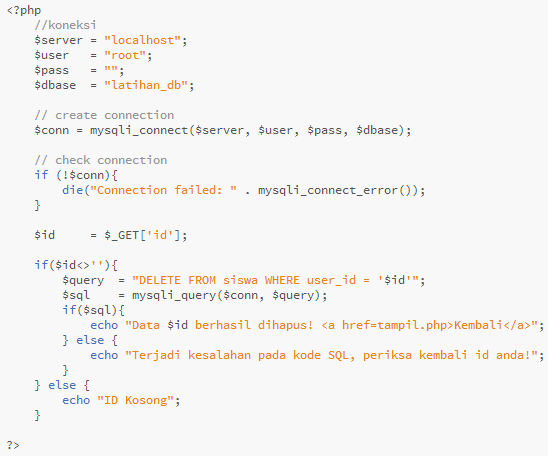 <?php
    //koneksi
    $server = "localhost";
    $user   = "root";
    $pass   = "";
    $dbase  = "latihan_db";

    // create connection
    $conn = mysqli_connect($server, $user, $pass, $dbase);

    // check connection
    if (!$conn){
        die("Connection failed: " . mysqli_connect_error());
    }

    $id     = $_GET['id'];

    if($id<>''){
        $query  = "DELETE FROM siswa WHERE user_id = '$id'";
        $sql    = mysqli_query($conn, $query);
        if($sql){
            echo "Data $id berhasil dihapus! <a href=tampil.php>Kembali</a>";
        } else {
            echo "Terjadi kesalahan pada kode SQL, periksa kembali id anda!";
        }
    } else {
        echo "ID Kosong";
    }

?>